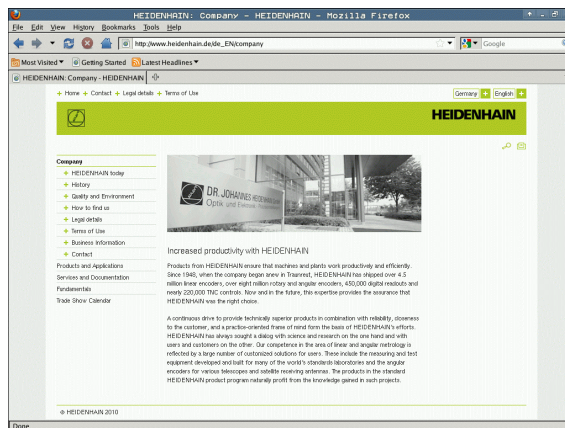 HEIDENHAIN: Company - HEIDENHAIN - Mozilla Firefox
File Edit View History Bookmarks Tools Help
http://www.heidenhain.de/de_EN/company
Google
Most Visited Getting Started Latest Headlines
HEIDENHAIN: Company - HEIDENHAIN
+ Home + Contact + Legal details + Terms of Use
Germany + English +
HEIDENHAIN
Company
+ HEIDENHAIN today
+ History
+ Quality and Environment
+ How to find us
+ Legal details
+ Terms of Use
+ Business Information
+ Contact
Products and Applications
Services and Documentation
Fundamentals
Trade Show Calendar
DR. JOHANNES HEIDENHAIN
Optik und Elektronik
Increased productivity with HEIDENHAIN
Products from HEIDENHAIN ensure that machines and plants work productively and efficiently.
Since 1948, when the company began anew in Traunreut, HEIDENHAIN has shipped over 4.5
million linear encoders, over eight million rotary and angular encoders, 450,000 digital readouts and
nearly 220,000 TNC controls. Now and in the future, this expertise provides the assurance that
HEIDENHAIN was the right choice.
A continuous drive to provide technically superior products in combination with reliability, closeness
to the customer, and a practice-oriented frame of mind form the basis of HEIDENHAIN's efforts.
HEIDENHAIN has always sought a dialog with science and research on the one hand and with
users and customers on the other. Our competence in the area of linear and angular metrology is
reflected by a large number of customized solutions for users. These include the measuring and test
equipment developed and built for many of the world's standards laboratories and the angular
encoders for various telescopes and satellite receiving antennas. The products in the standard
HEIDENHAIN product program naturally profit from the knowledge gained in such projects.
© HEIDENHAIN 2010
Done